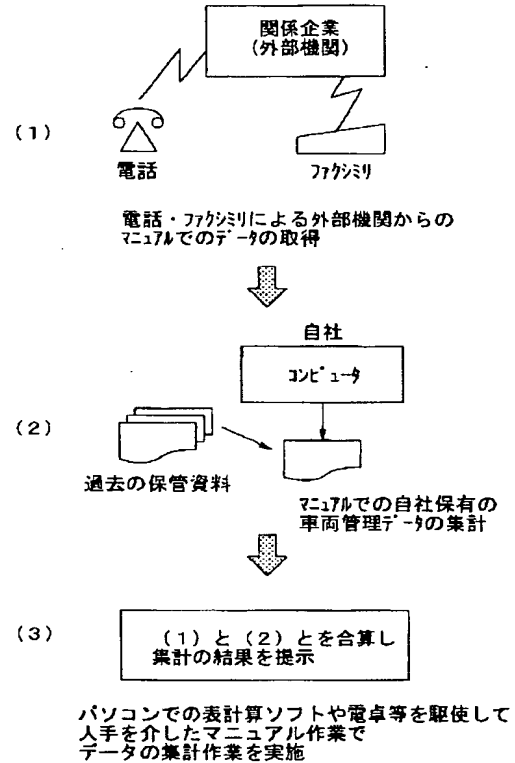 関係企業
(外部機関)
(1)
電話
ﾌｧｸｼﾐﾘ
電話・ﾌｧｸｼﾐﾘによる外部機関からの
ﾏﾆｭｱﾙでのﾃﾞｰﾀの取得
自社
ｺﾝﾋﾟｭｰﾀ
(2)
過去の保管資料
ﾏﾆｭｱﾙでの自社保有の
車両管理ﾃﾞｰﾀの集計
(3)
(1)と(2)とを合算し
集計の結果を提示
パソコンでの表計算ソフトや電卓等を駆使して
人手を介したマニュアル作業で
データの集計作業を実施